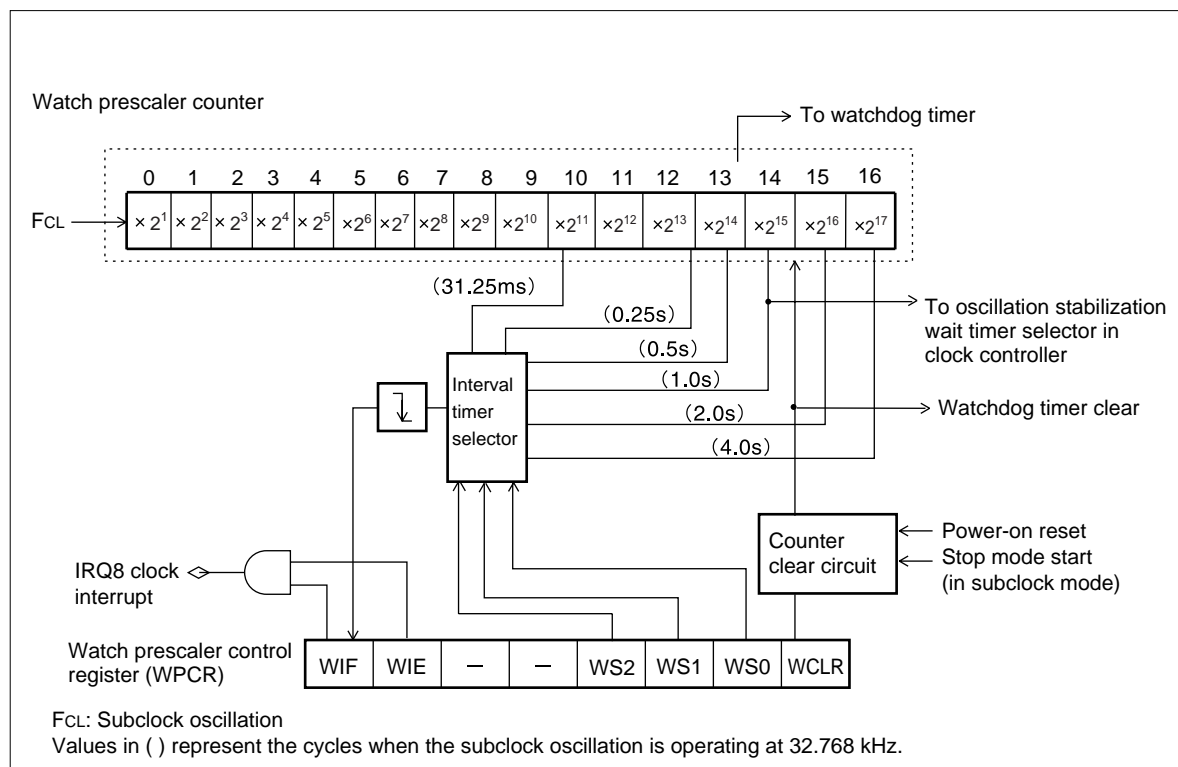 Watch prescaler counter
To watchdog timer
0 1 2 3 4 5 6 7 8 9 10 11 12 13 14 15 16
FCL
× 2¹ × 2² × 2³ × 2⁴ × 2⁵ ×2⁶ ×2⁷ ×2⁸ ×2⁹ ×2¹⁰ ×2¹¹ ×2¹² ×2¹³ ×2¹⁴ ×2¹⁵ ×2¹⁶ ×2¹⁷
(31.25ms)
(0.25s)
(0.5s)
(1.0s)
(2.0s)
(4.0s)
To oscillation stabilization
wait timer selector in
clock controller
Interval
timer
selector
Watchdog timer clear
Counter
clear circuit
Power-on reset
Stop mode start
(in subclock mode)
IRQ8 clock
interrupt
Watch prescaler control
register (WPCR)
WIF WIE — — WS2 WS1 WS0 WCLR
FCL: Subclock oscillation
Values in ( ) represent the cycles when the subclock oscillation is operating at 32.768 kHz.